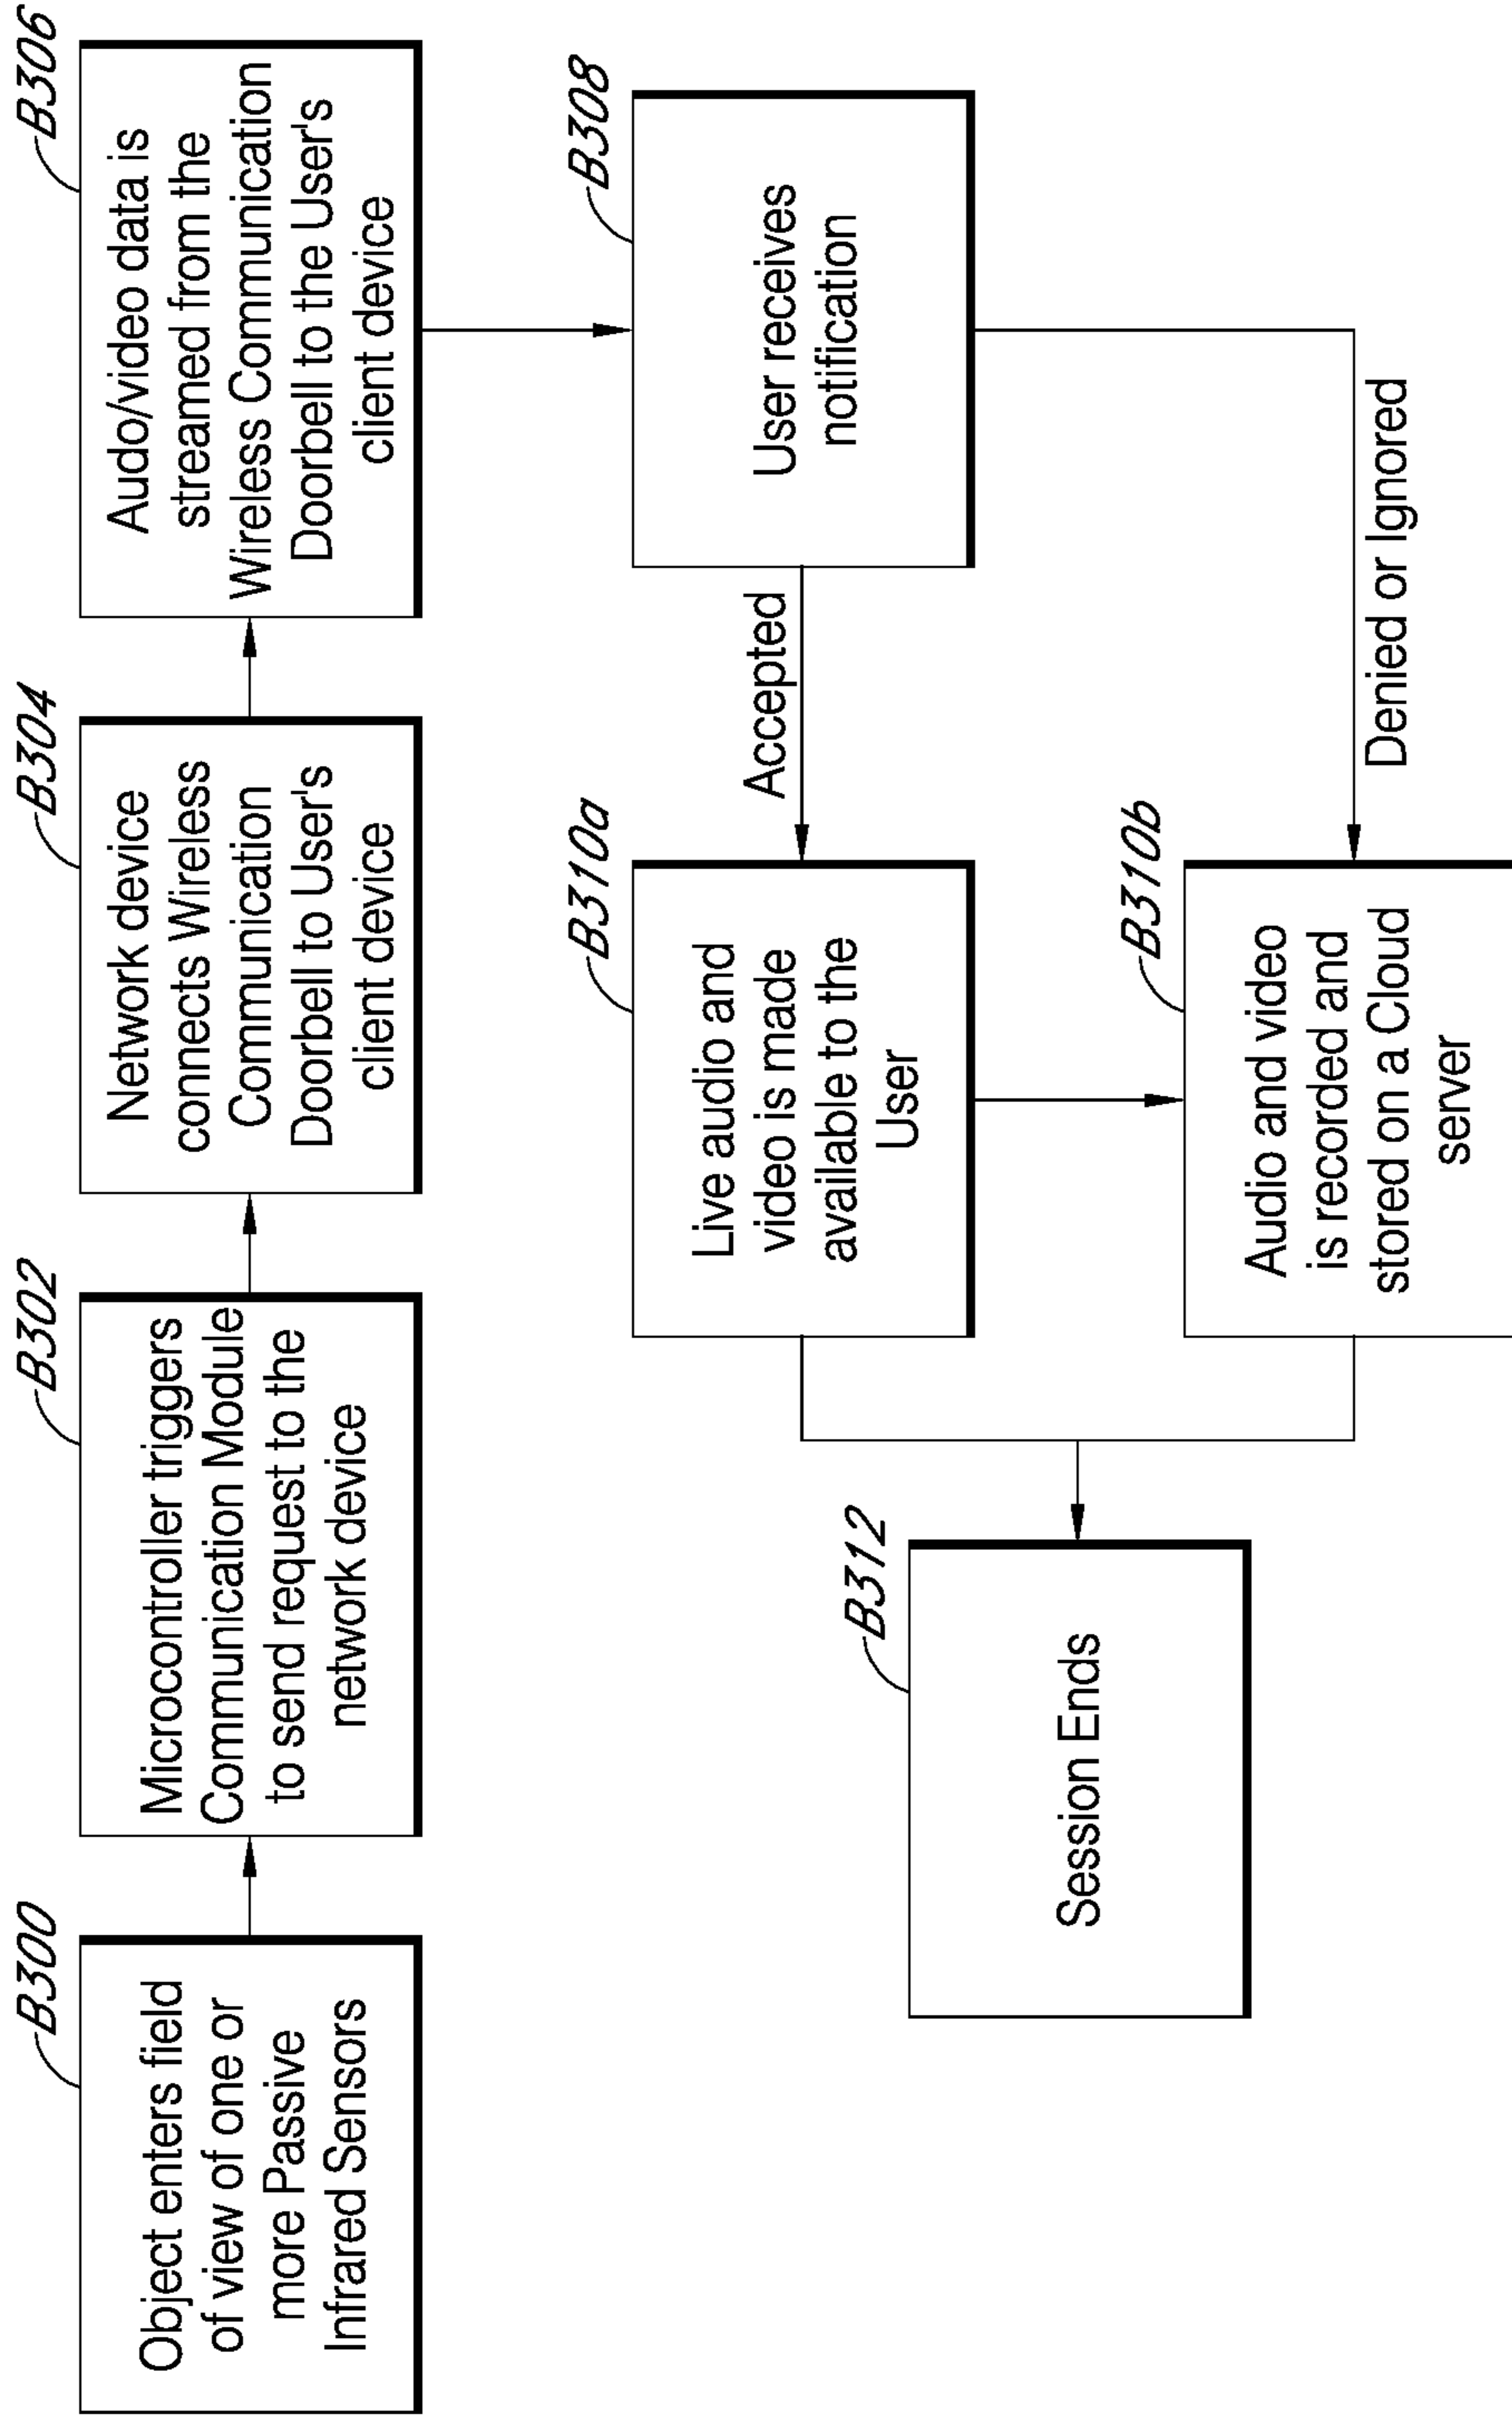 B300
Object enters field
of view of one or
more Passive
Infrared Sensors
B302
Microcontroller triggers
Communication Module
to send request to the
network device
B304
Network device
connects Wireless
Communication
Doorbell to User's
client device
B306
Audo/video data is
streamed from the
Wireless Communication
Doorbell to the User's
client device
B308
User receives
notification
Accepted
Denied or Ignored
B310a
Live audio and
video is made
available to the
User
B310b
Audio and video
is recorded and
stored on a Cloud
server
B312
Session Ends